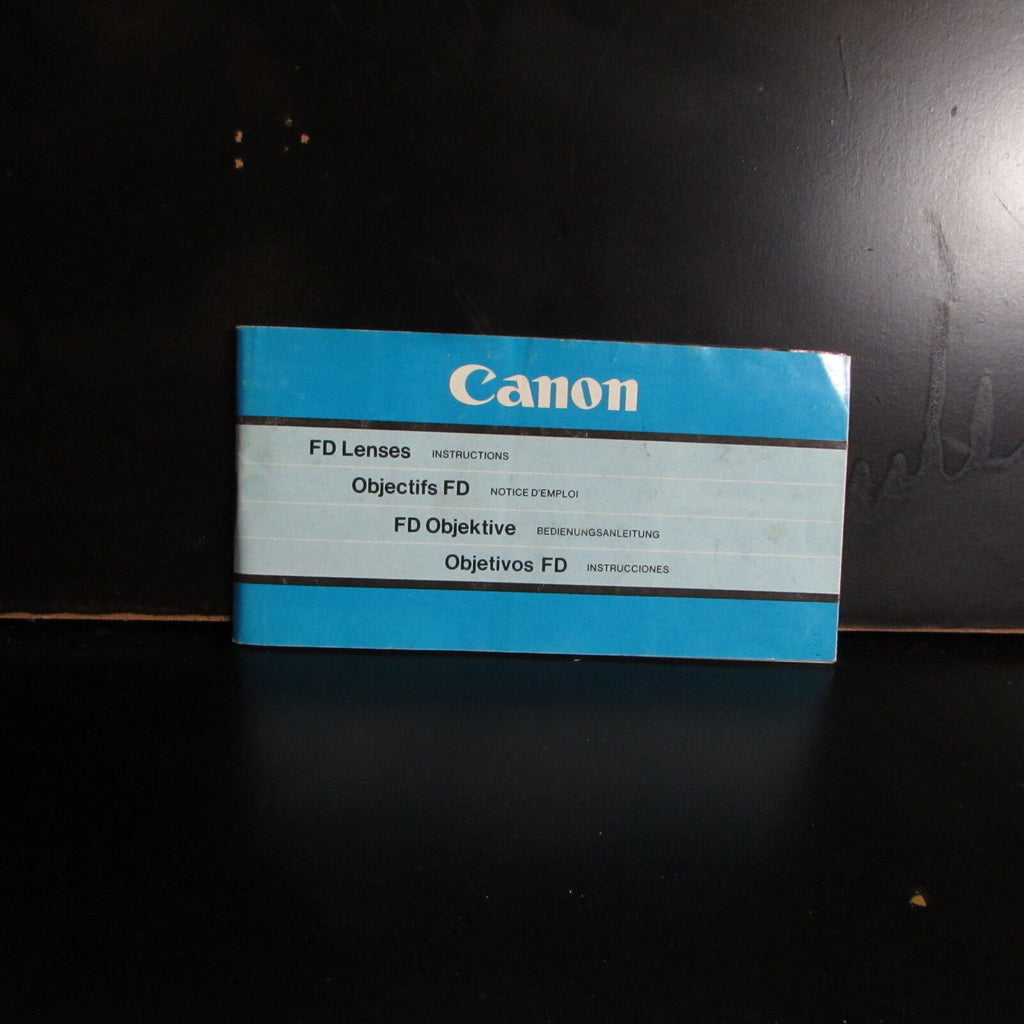 Canon
FD Lenses INSTRUCTIONS
Objectifs FD NOTICE D'EMPLOI
FD Objektive BEDIENUNGSANLEITUNG
Objetivos FD INSTRUCCIONES